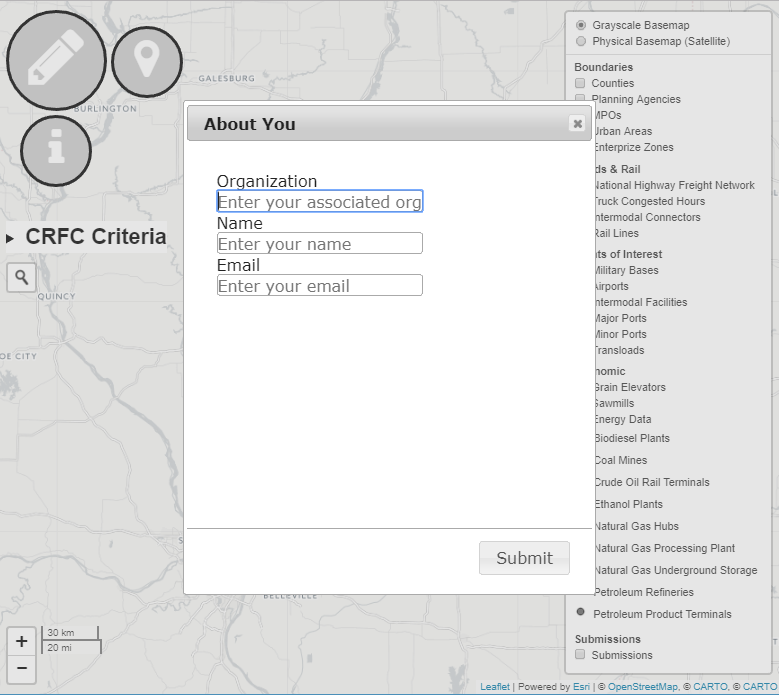 Grayscale Basemap
Physical Basemap (Satellite)
GALESBURG
Boundaries
Counties
Planning Agencies
MPOs
BURLINGTON
About You
Urban Areas
Enterprize Zones
ds & Rail
National Highway Freight Network
Truck Congested Hours
Intermodal Connectors
Rail Lines
Organization
Enter your associated org
Name
Enter your name
Email
Enter your email
CRFC Criteria
QUINCY
OE CITY
nts of Interest
Military Bases
Airports
Intermodal Facilities
Major Ports
Minor Ports
Transloads
nomic
Grain Elevators
Sawmills
Energy Data
Biodiesel Plants
Coal Mines
Crude Oil Rail Terminals
Ethanol Plants
Natural Gas Hubs
Natural Gas Processing Plant
Natural Gas Underground Storage
Petroleum Refineries
Petroleum Product Terminals
Submissions
Submissions
Submit
BELLEVILLE
+
−
30 km
20 mi
Leaflet | Powered by Esri | © OpenStreetMap, © CARTO, © CARTO